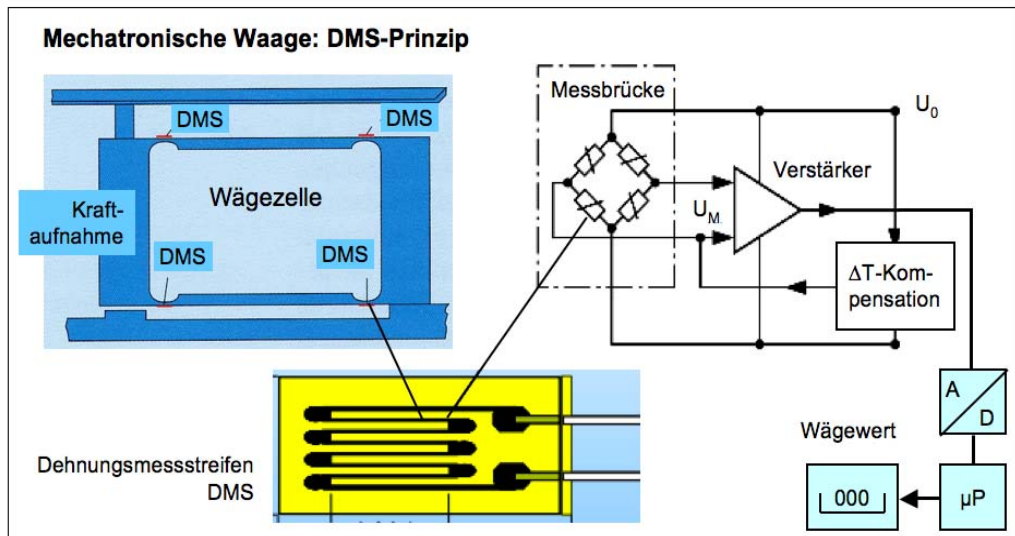 Mechatronische Waage: DMS-Prinzip
DMS
DMS
Wägezelle
Kraft-
aufnahme
DMS
DMS
Messbrücke
U0
Verstärker
UM
ΔT-Kom-
pensation
A
D
Wägewert
000
µP
Dehnungsmessstreifen
DMS